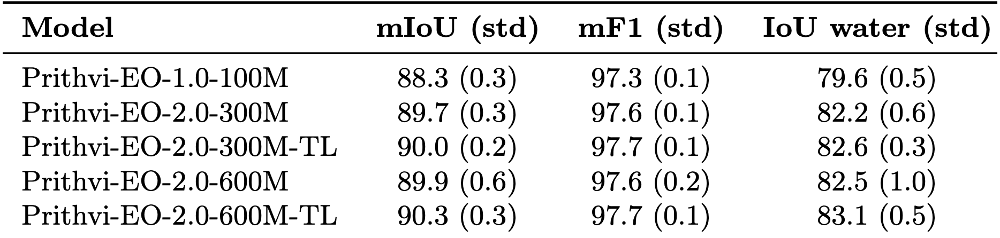 Model mIoU (std) mF1 (std) IoU water (std)
Prithvi-EO-1.0-100M 88.3 (0.3) 97.3 (0.1) 79.6 (0.5)
Prithvi-EO-2.0-300M 89.7 (0.3) 97.6 (0.1) 82.2 (0.6)
Prithvi-EO-2.0-300M-TL 90.0 (0.2) 97.7 (0.1) 82.6 (0.3)
Prithvi-EO-2.0-600M 89.9 (0.6) 97.6 (0.2) 82.5 (1.0)
Prithvi-EO-2.0-600M-TL 90.3 (0.3) 97.7 (0.1) 83.1 (0.5)